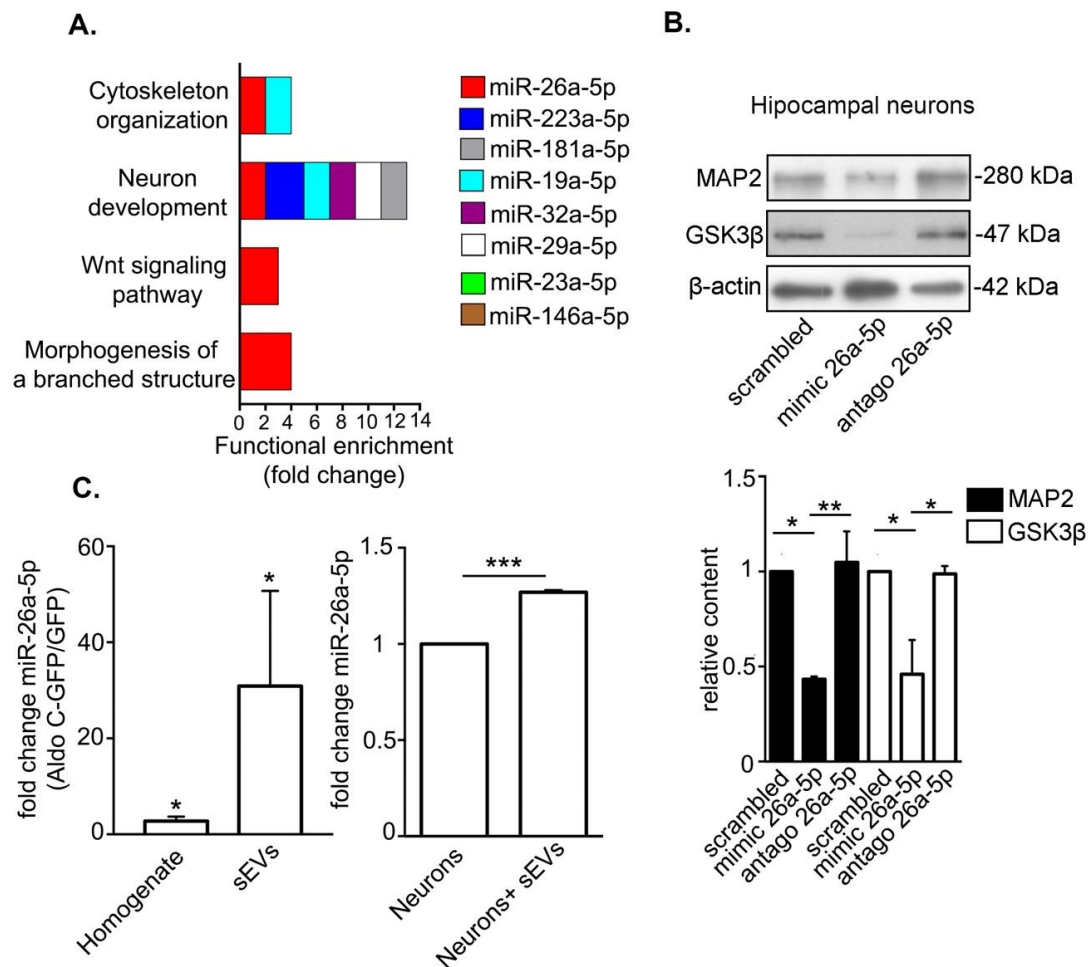 A.
Cytoskeleton
organization
Neuron
development
Wnt signaling
pathway
Morphogenesis of
a branched structure
0 2 4 6 8 10 12 14
Functional enrichment
(fold change)
miR-26a-5p
miR-223a-5p
miR-181a-5p
miR-19a-5p
miR-32a-5p
miR-29a-5p
miR-23a-5p
miR-146a-5p
B.
Hipocampal neurons
MAP2
-280 kDa
GSK3β
-47 kDa
β-actin
-42 kDa
scrambled
mimic 26a-5p
antago 26a-5p
1.5
1
0.5
0
relative content
* ** * *
MAP2
GSK3β
scrambled
mimic 26a-5p
antago 26a-5p
scrambled
mimic 26a-5p
antago 26a-5p
C.
fold change miR-26a-5p
(Aldo C-GFP/GFP)
60
40
20
0
*
*
Homogenate
sEVs
fold change miR-26a-5p
1.5
1
0.5
0
***
Neurons
Neurons+ sEVs